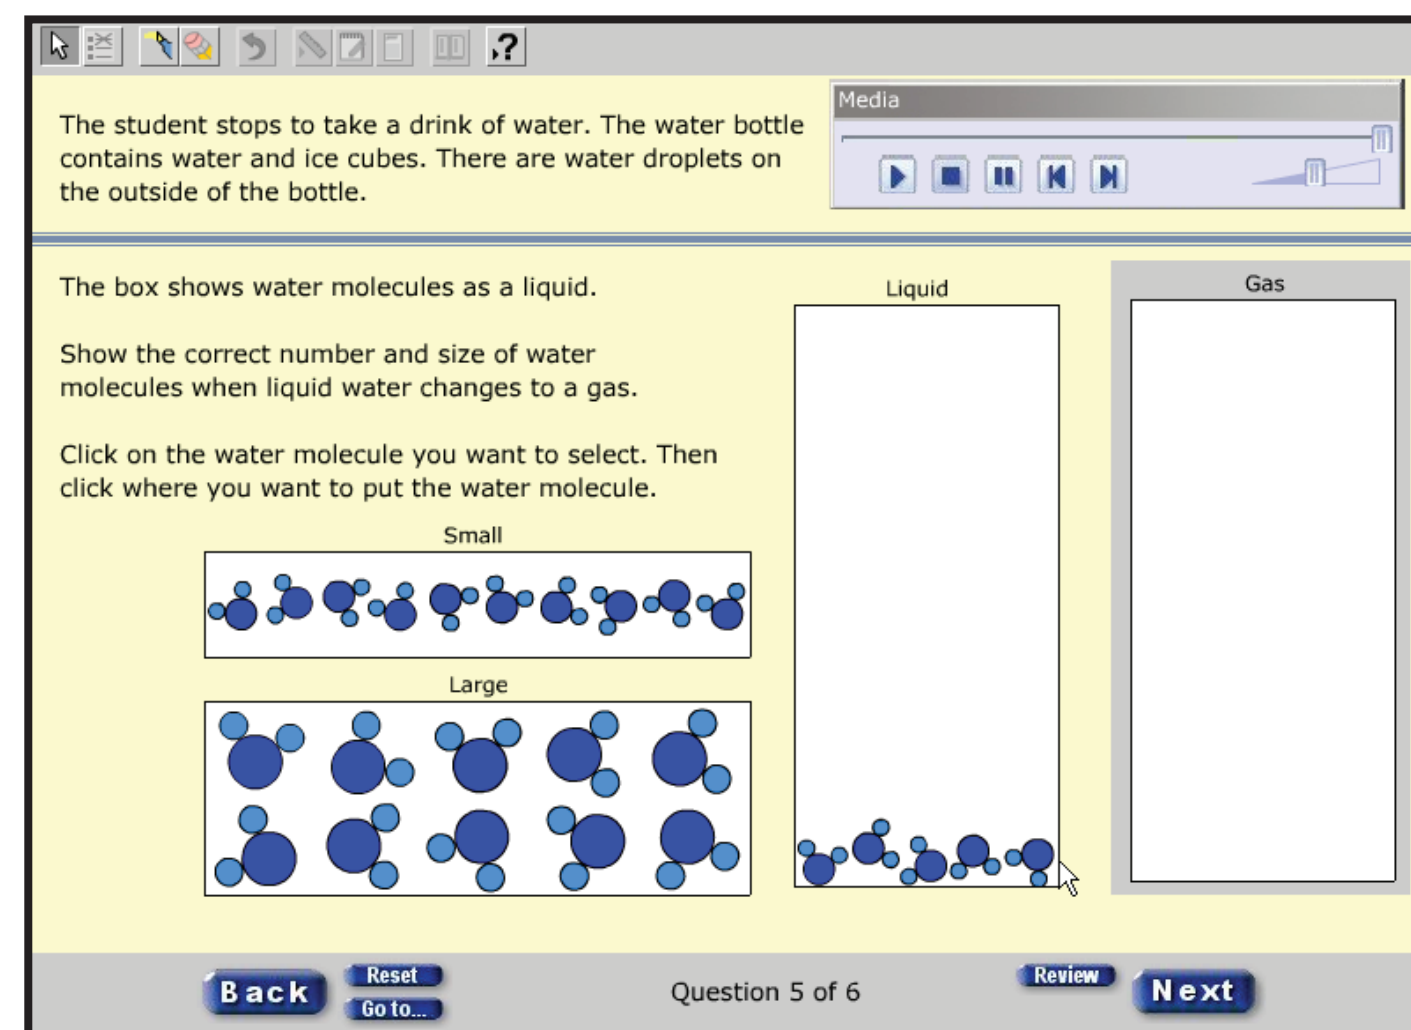 ?
Media
The student stops to take a drink of water. The water bottle
contains water and ice cubes. There are water droplets on
the outside of the bottle.
The box shows water molecules as a liquid.
Show the correct number and size of water
molecules when liquid water changes to a gas.
Click on the water molecule you want to select. Then
click where you want to put the water molecule.
Small
Large
Liquid
Gas
Back
Reset
Go to...
Question 5 of 6
Review
Next